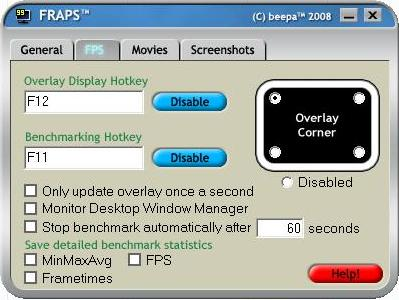 99
FRAPS™ (C) beepa™ 2008
General FPS Movies Screenshots
Overlay Display Hotkey
F12 Disable
Overlay
Corner
Benchmarking Hotkey
F11 Disable
Disabled
Only update overlay once a second
Monitor Desktop Window Manager
Stop benchmark automatically after 60 seconds
Save detailed benchmark statistics
MinMaxAvg FPS
Frametimes
Help!